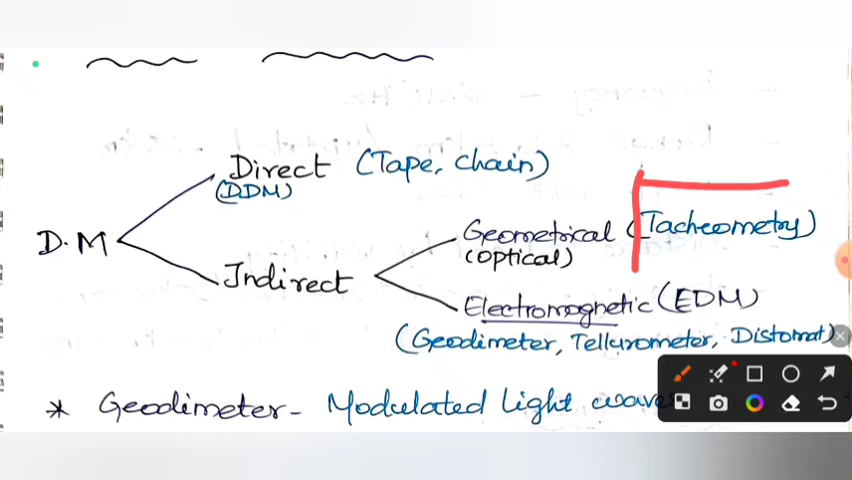 Direct (Tape, Chain)
(DDM)
D.M
Geometrical (Tacheometry)
(Optical)
Indirect
Electromagnetic (EDM)
(Geodimeter, Tellurometer, Distomat)
* Geodimeter - Modulated light waves